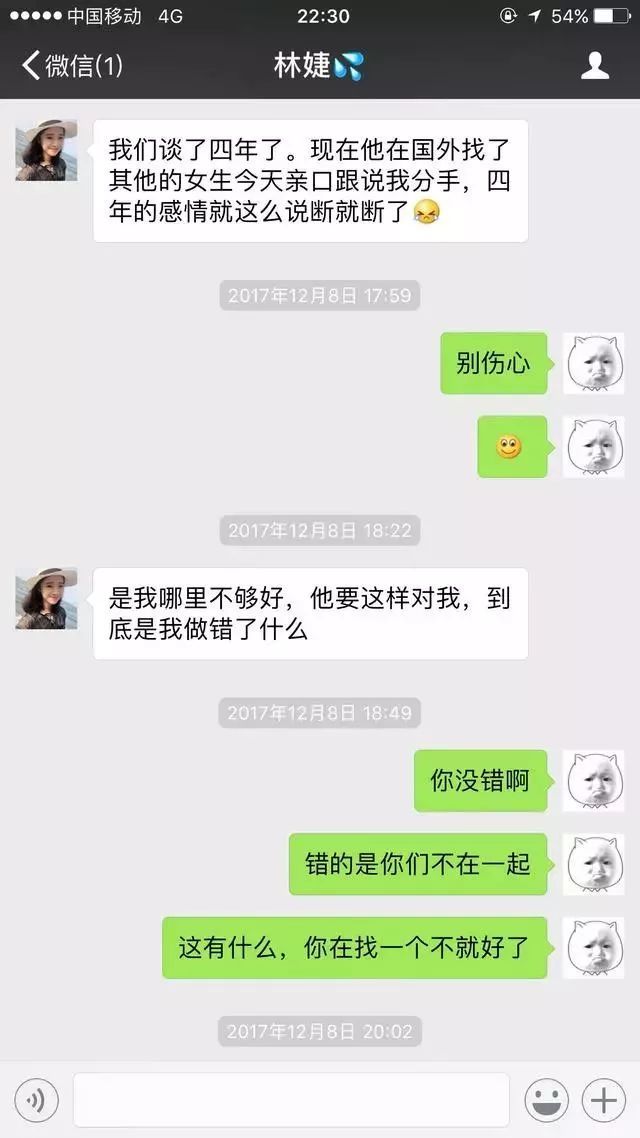 中国移动 4G 22:30 54%
微信(1) 林婕💦
我们谈了四年了。现在他在国外找了
其他的女生今天亲口跟说我分手，四
年的感情就这么说断就断了😹
2017年12月8日 17:59
别伤心
2017年12月8日 18:22
是我哪里不够好，他要这样对我，到
底是我做错了什么
2017年12月8日 18:49
你没错啊
错的是你们不在一起
这有什么，你在找一个不就好了
2017年12月8日 20:02